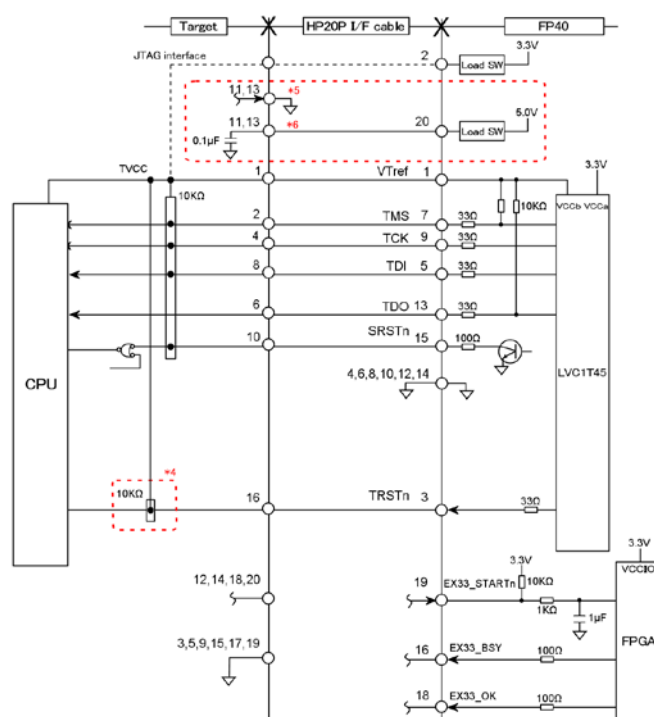 Target HP20P I/F cable FP40
JTAG interface 2 Load SW 3.3V
11, 13 *5
11, 13 *6 20 Load SW 5.0V
0.1μF
TVCC 1 VTref 1 3.3V
10KΩ 10KΩ VCCb VCCa
2 TMS 7 33Ω
4 TCK 9 33Ω
8 TDI 5 33Ω
6 TDO 13 33Ω
10 SRSTn 15 100Ω
CPU 4,6,8,10,12,14 LVC1T45
*4
10KΩ 16 TRSTn 3 33Ω
3.3V 3.3V
12, 14, 18, 20 19 EX33_STARTn 10KΩ VCCIO
1KΩ 1μF
FPGA
3,5,9,15,17,19 16 EX33_BSY 100Ω
18 EX33_OK 100Ω